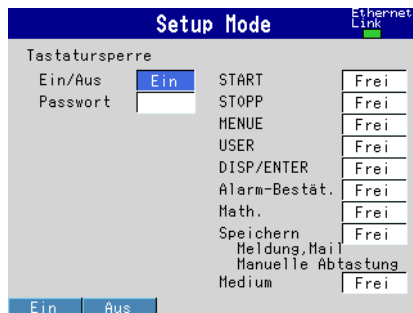 Setup Mode
Ethernet
Link
Tastatursperre
Ein/Aus Ein
Passwort
START Frei
STOPP Frei
MENUE Frei
USER Frei
DISP/ENTER Frei
Alarm-Bestät. Frei
Math. Frei
Speichern Frei
Meldung,Mail
Manuelle Abtastung
Medium Frei
Ein Aus